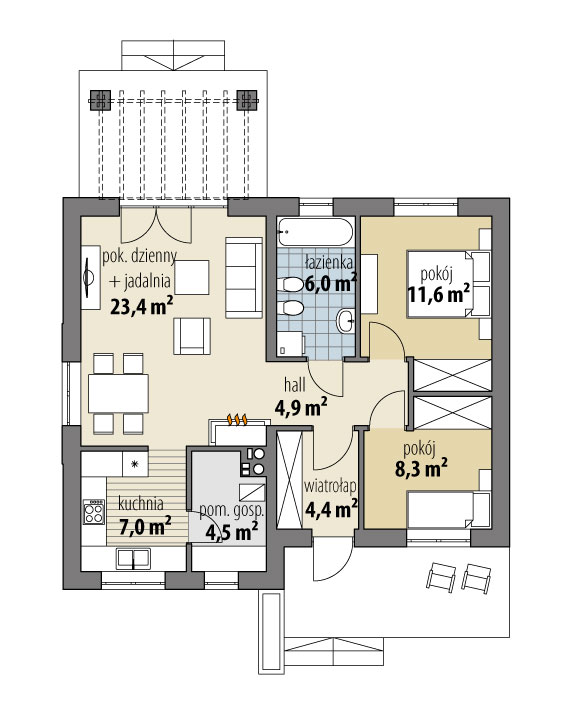 pok. dzienny
+ jadalnia
23,4 m²
łazienka
6,0 m²
pokój
11,6 m²
hall
4,9 m²
pokój
8,3 m²
kuchnia
7,0 m²
pom. gosp.
4,5 m²
wiatrołap
4,4 m²